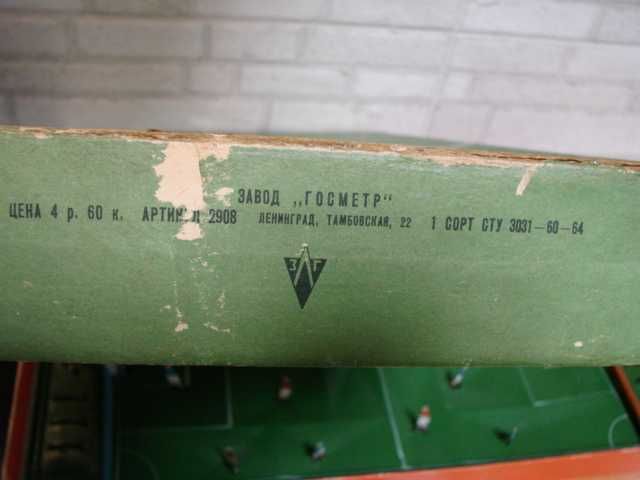 ЗАВОД „ГОСМЕТР“
ЦЕНА 4 р. 60 к. 2908 ЛЕНИНГРАД, ТАМБОВСКАЯ, 22 1 СОРТ СТУ 3031—60—64
З Л Г